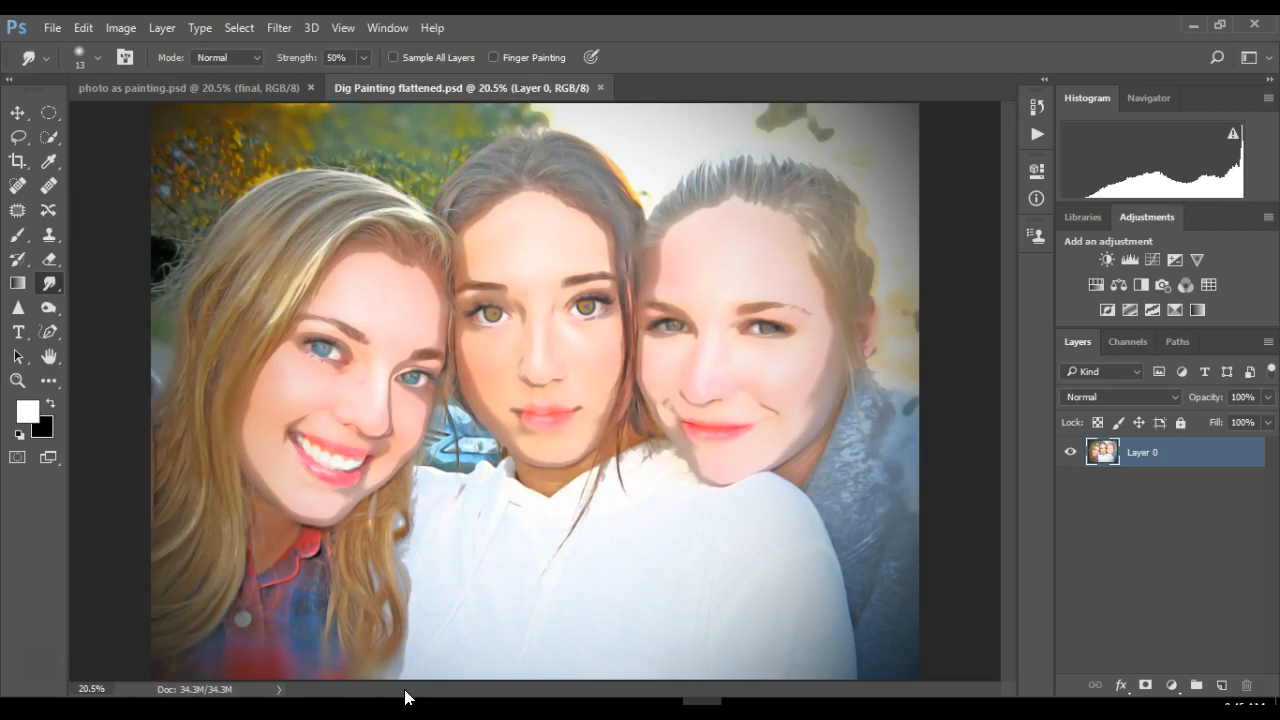 Ps File Edit Image Layer Type Select Filter 3D View Window Help
13 Mode: Normal Strength: 50% Sample All Layers Finger Painting
photo as painting.psd @ 20.5% (final, RGB/8) × Dig Painting flattened.psd @ 20.5% (Layer 0, RGB/8) ×
Histogram Navigator
Libraries Adjustments
Add an adjustment
Layers Channels Paths
Kind
Normal Opacity: 100%
Lock: Fill: 100%
Layer 0
20.5% Doc: 34.3M/34.3M